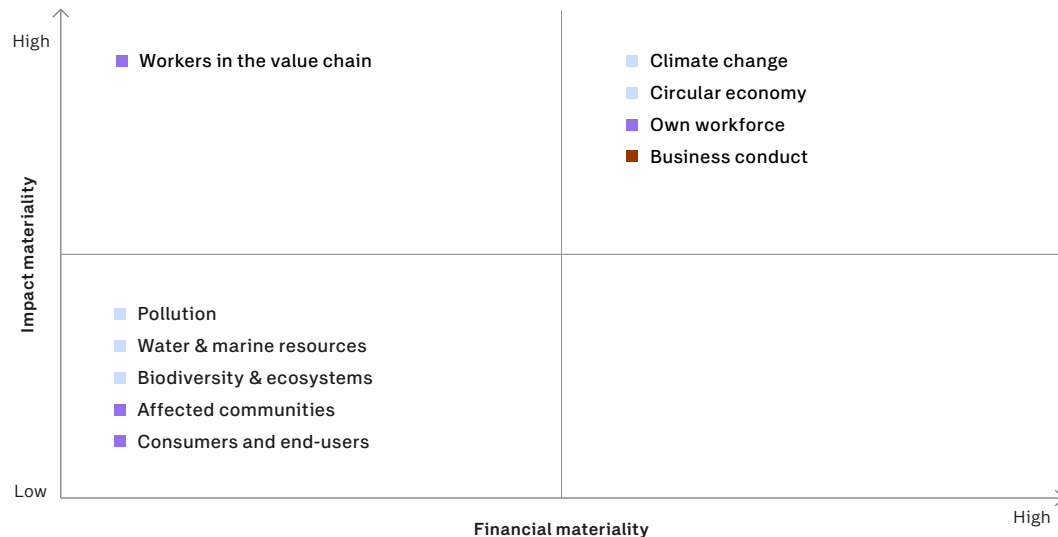 High
Workers in the value chain
Climate change
Circular economy
Own workforce
Business conduct
Impact materiality
Pollution
Water & marine resources
Biodiversity & ecosystems
Affected communities
Consumers and end-users
Low
High
Financial materiality